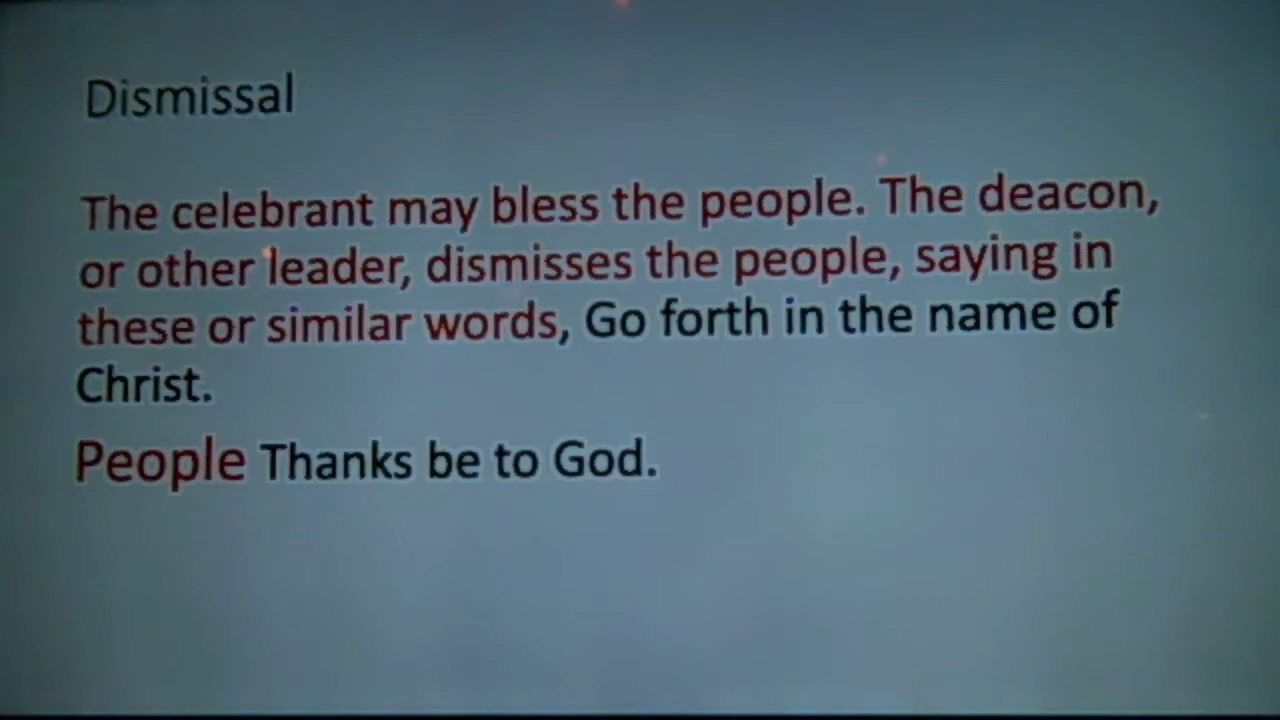 Dismissal
The celebrant may bless the people. The deacon,
or other leader, dismisses the people, saying in
these or similar words, Go forth in the name of
Christ.
People Thanks be to God.